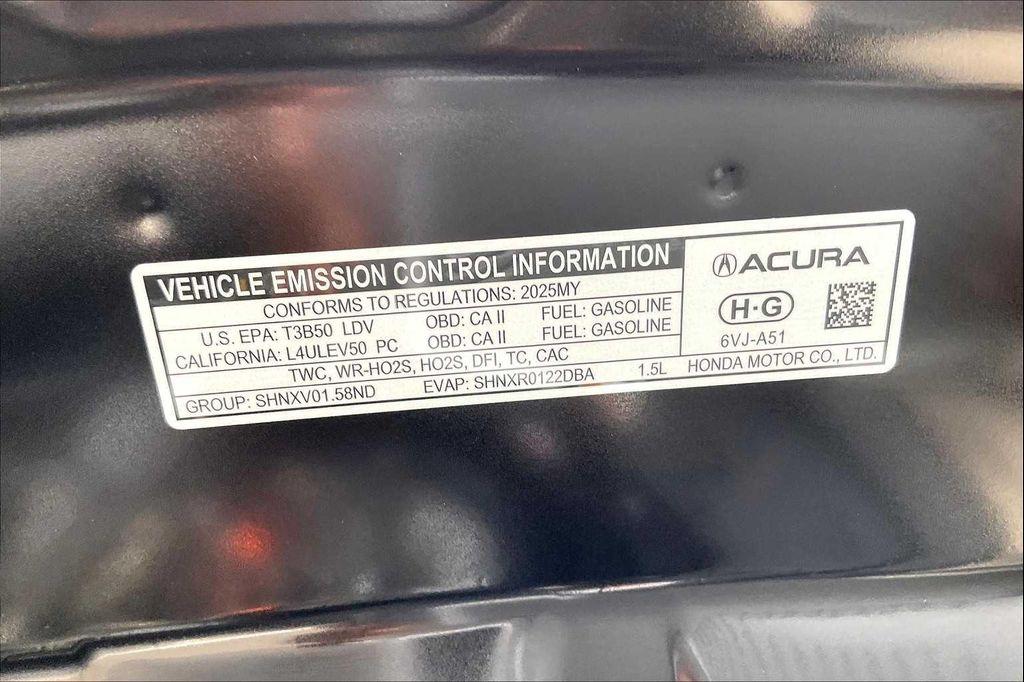 VEHICLE EMISSION CONTROL INFORMATION
CONFORMS TO REGULATIONS: 2025MY
U.S. EPA: T3B50 LDV OBD: CA II FUEL: GASOLINE
CALIFORNIA: L4ULEV50 PC OBD: CA II FUEL: GASOLINE
TWC, WR-HO2S, HO2S, DFI, TC, CAC
GROUP: SHNXV01.58ND EVAP: SHNXR0122DBA 1.5L
ACURA
H·G
6VJ-A51
HONDA MOTOR CO., LTD.